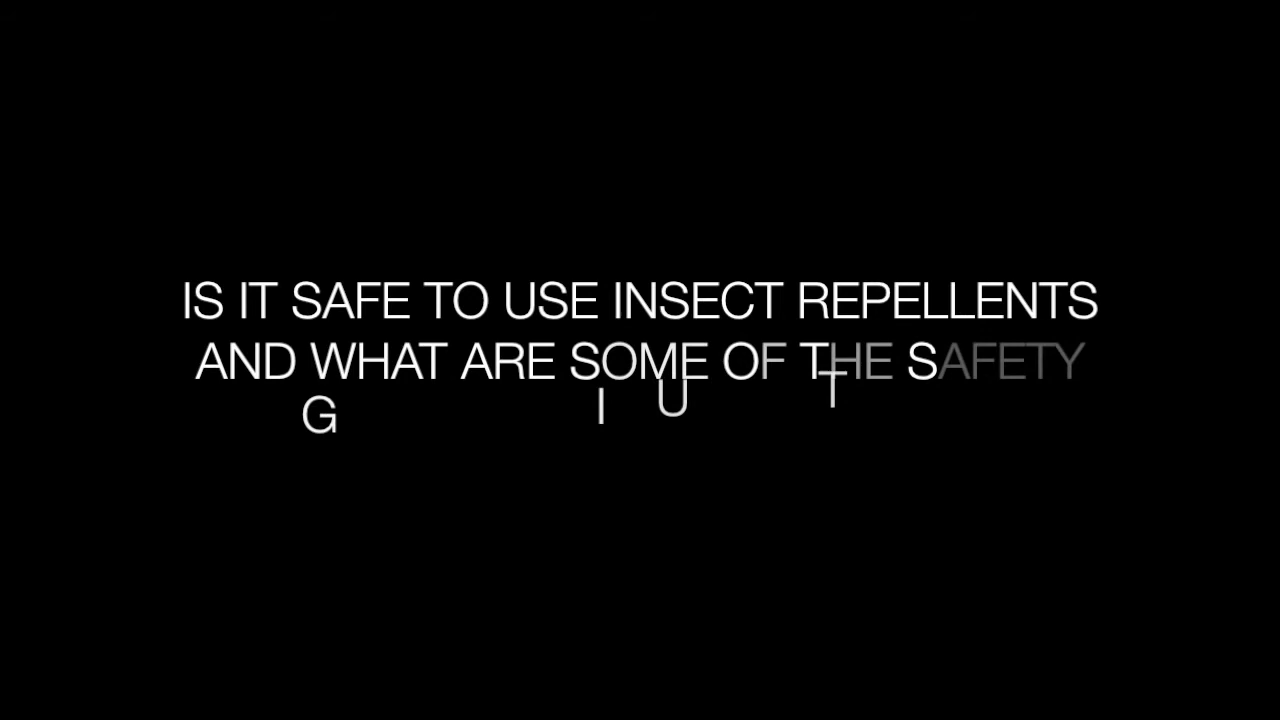 IS IT SAFE TO USE INSECT REPELLENTS
AND WHAT ARE SOME OF THE SAFETY
G I U T